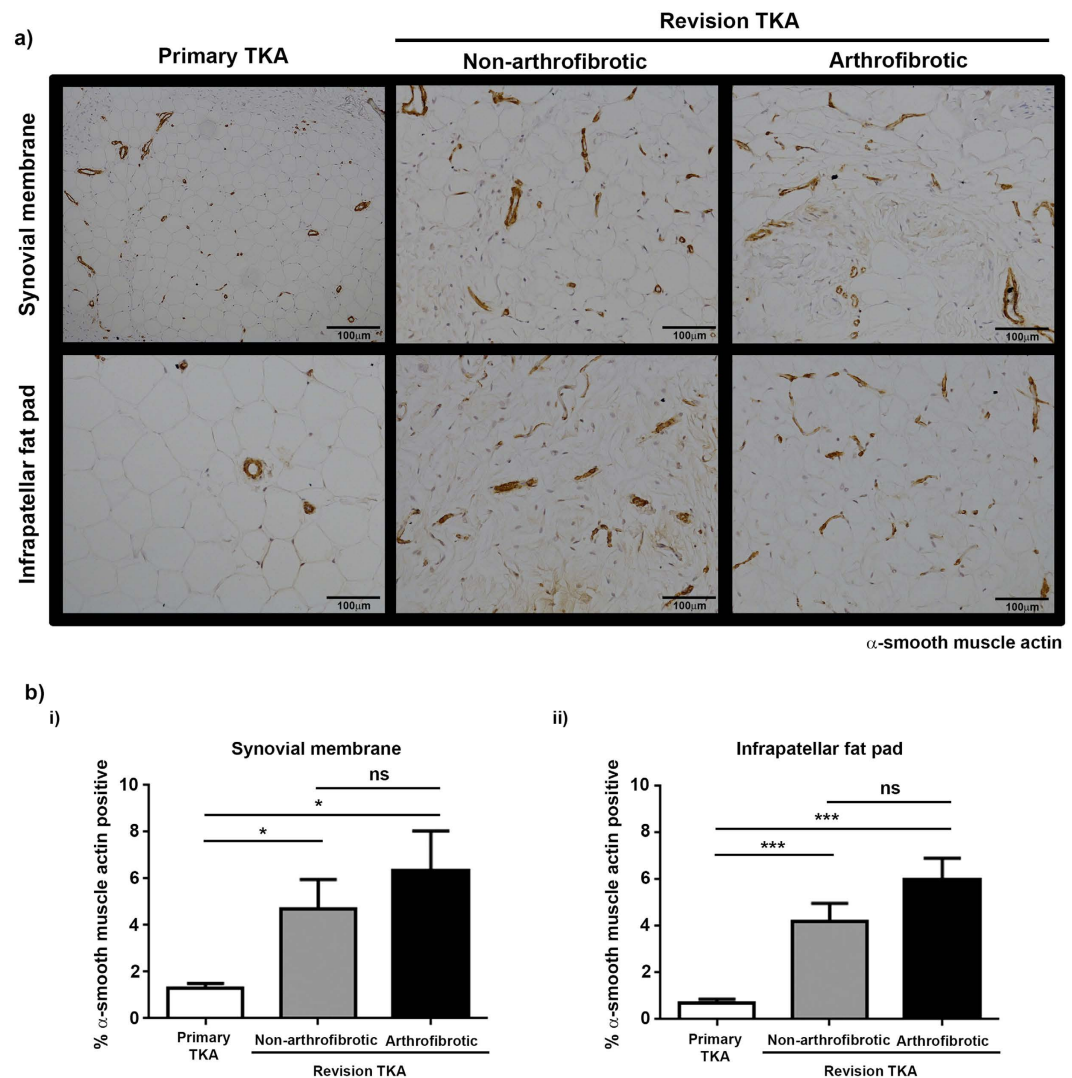 a)
Revision TKA
Primary TKA
Non-arthrofibrotic
Arthrofibrotic
Synovial membrane
100μm
100μm
100μm
Infrapatellar fat pad
100μm
100μm
100μm
α-smooth muscle actin
b)
i)
Synovial membrane
% α-smooth muscle actin positive
10
8
6
4
2
0
ns
*
*
Primary
TKA
Non-arthrofibrotic
Arthrofibrotic
Revision TKA
ii)
Infrapatellar fat pad
% α-smooth muscle actin positive
10
8
6
4
2
0
ns
***
***
Primary
TKA
Non-arthrofibrotic
Arthrofibrotic
Revision TKA